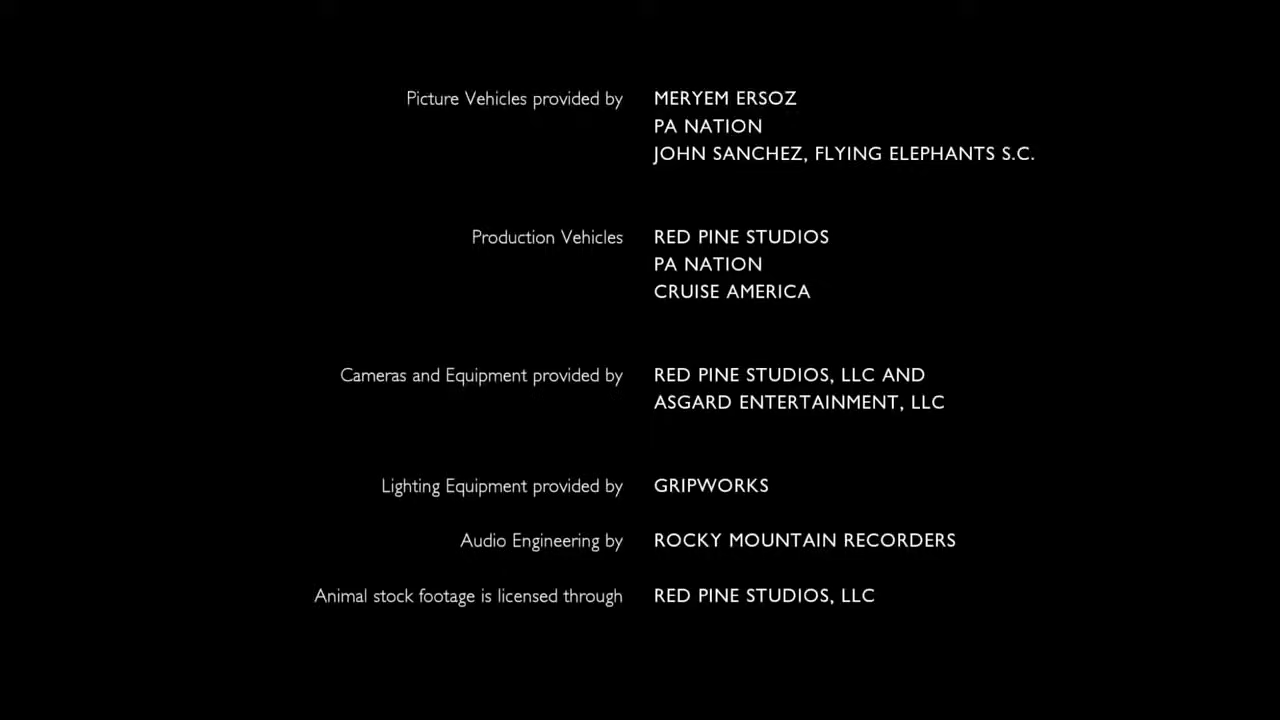 Picture Vehicles provided by MERYEM ERSOZ
PA NATION
JOHN SANCHEZ, FLYING ELEPHANTS S.C.
Production Vehicles RED PINE STUDIOS
PA NATION
CRUISE AMERICA
Cameras and Equipment provided by RED PINE STUDIOS, LLC AND
ASGARD ENTERTAINMENT, LLC
Lighting Equipment provided by GRIPWORKS
Audio Engineering by ROCKY MOUNTAIN RECORDERS
Animal stock footage is licensed through RED PINE STUDIOS, LLC